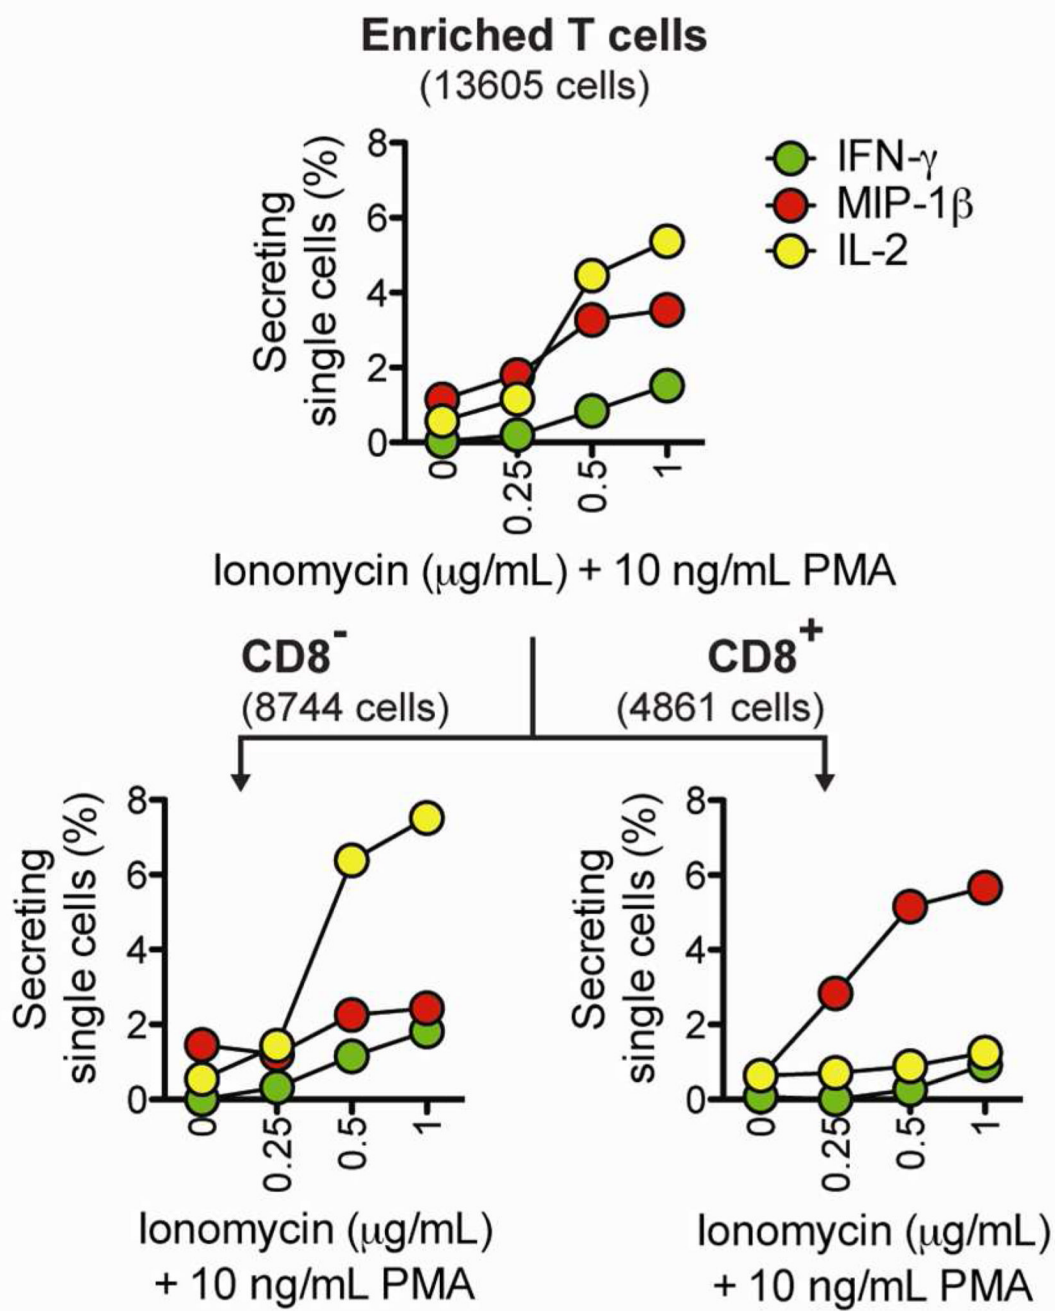 Enriched T cells
(13605 cells)
IFN-γ
MIP-1β
IL-2
Secreting
single cells (%)
8
6
4
2
0
0
0.25
0.5
1
Ionomycin (μg/mL) + 10 ng/mL PMA
CD8-
(8744 cells)
CD8+
(4861 cells)
Secreting
single cells (%)
8
6
4
2
0
0
0.25
0.5
1
Ionomycin (μg/mL)
+ 10 ng/mL PMA
Secreting
single cells (%)
8
6
4
2
0
0
0.25
0.5
1
Ionomycin (μg/mL)
+ 10 ng/mL PMA